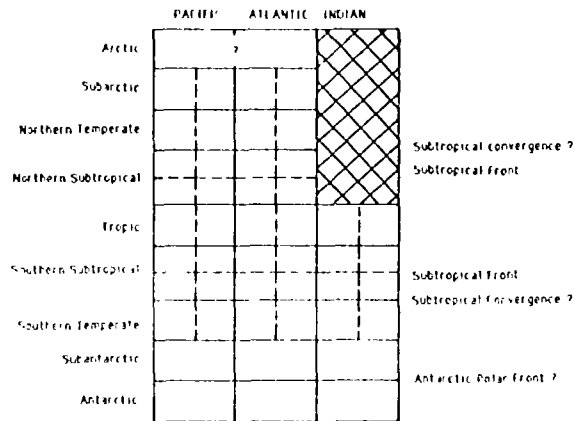 PACIFIC ATLANTIC INDIAN
Arctic ?
Subarctic
Northern Temperate
Subtropical convergence ?
Northern Subtropical Subtropical Front
Tropic
Southern Subtropical Subtropical Front
Subtropical Convergence ?
Southern Temperate
Subantarctic
Antarctic Polar Front ?
Antarctic